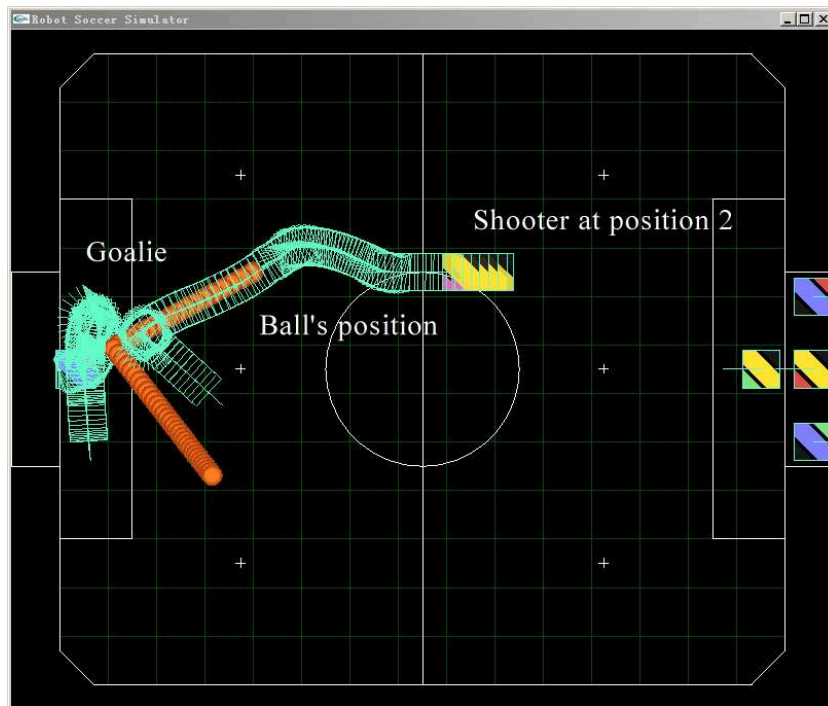 Robot Soccer Simulator
Shooter at position 2
Goalie
Ball's position